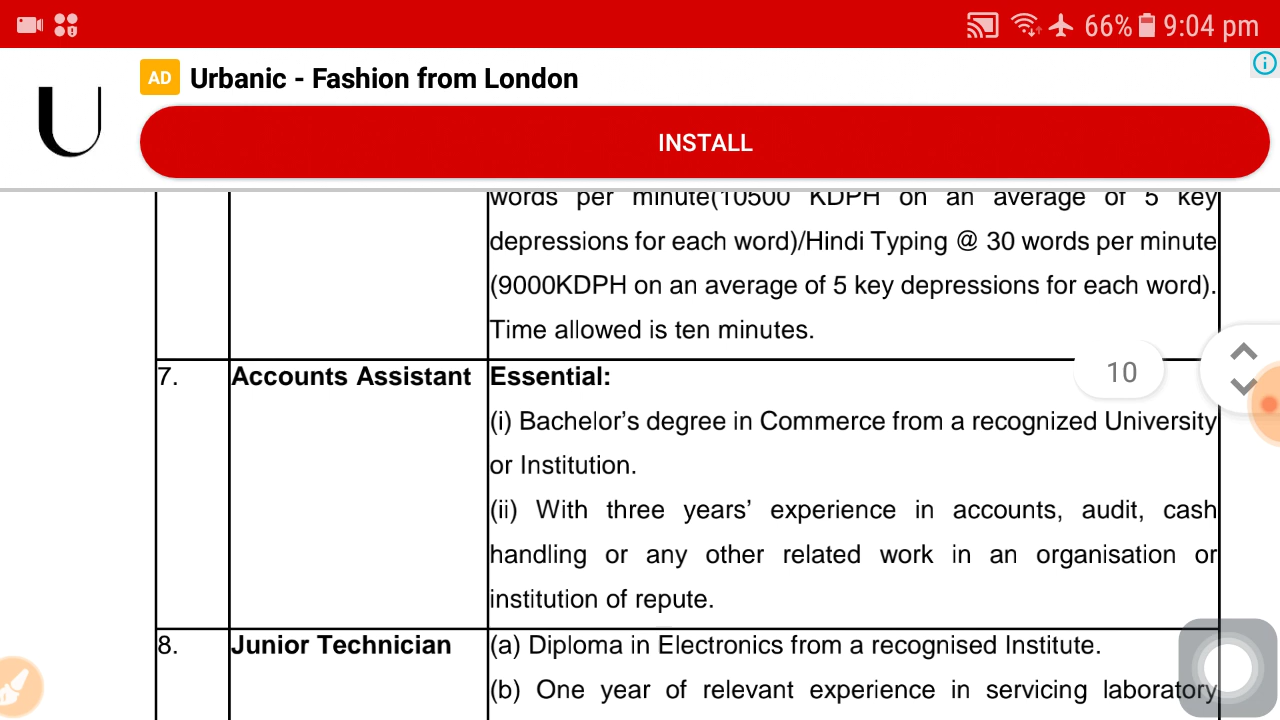 66% 9:04 pm
U
AD Urbanic - Fashion from London
INSTALL
words per minute(10500 KDPH on an average of 5 key
depressions for each word)/Hindi Typing @ 30 words per minute
(9000KDPH on an average of 5 key depressions for each word).
Time allowed is ten minutes.
7. Accounts Assistant Essential:
10
(i) Bachelor’s degree in Commerce from a recognized University
or Institution.
(ii) With three years’ experience in accounts, audit, cash
handling or any other related work in an organisation or
institution of repute.
8. Junior Technician (a) Diploma in Electronics from a recognised Institute.
(b) One year of relevant experience in servicing laboratory